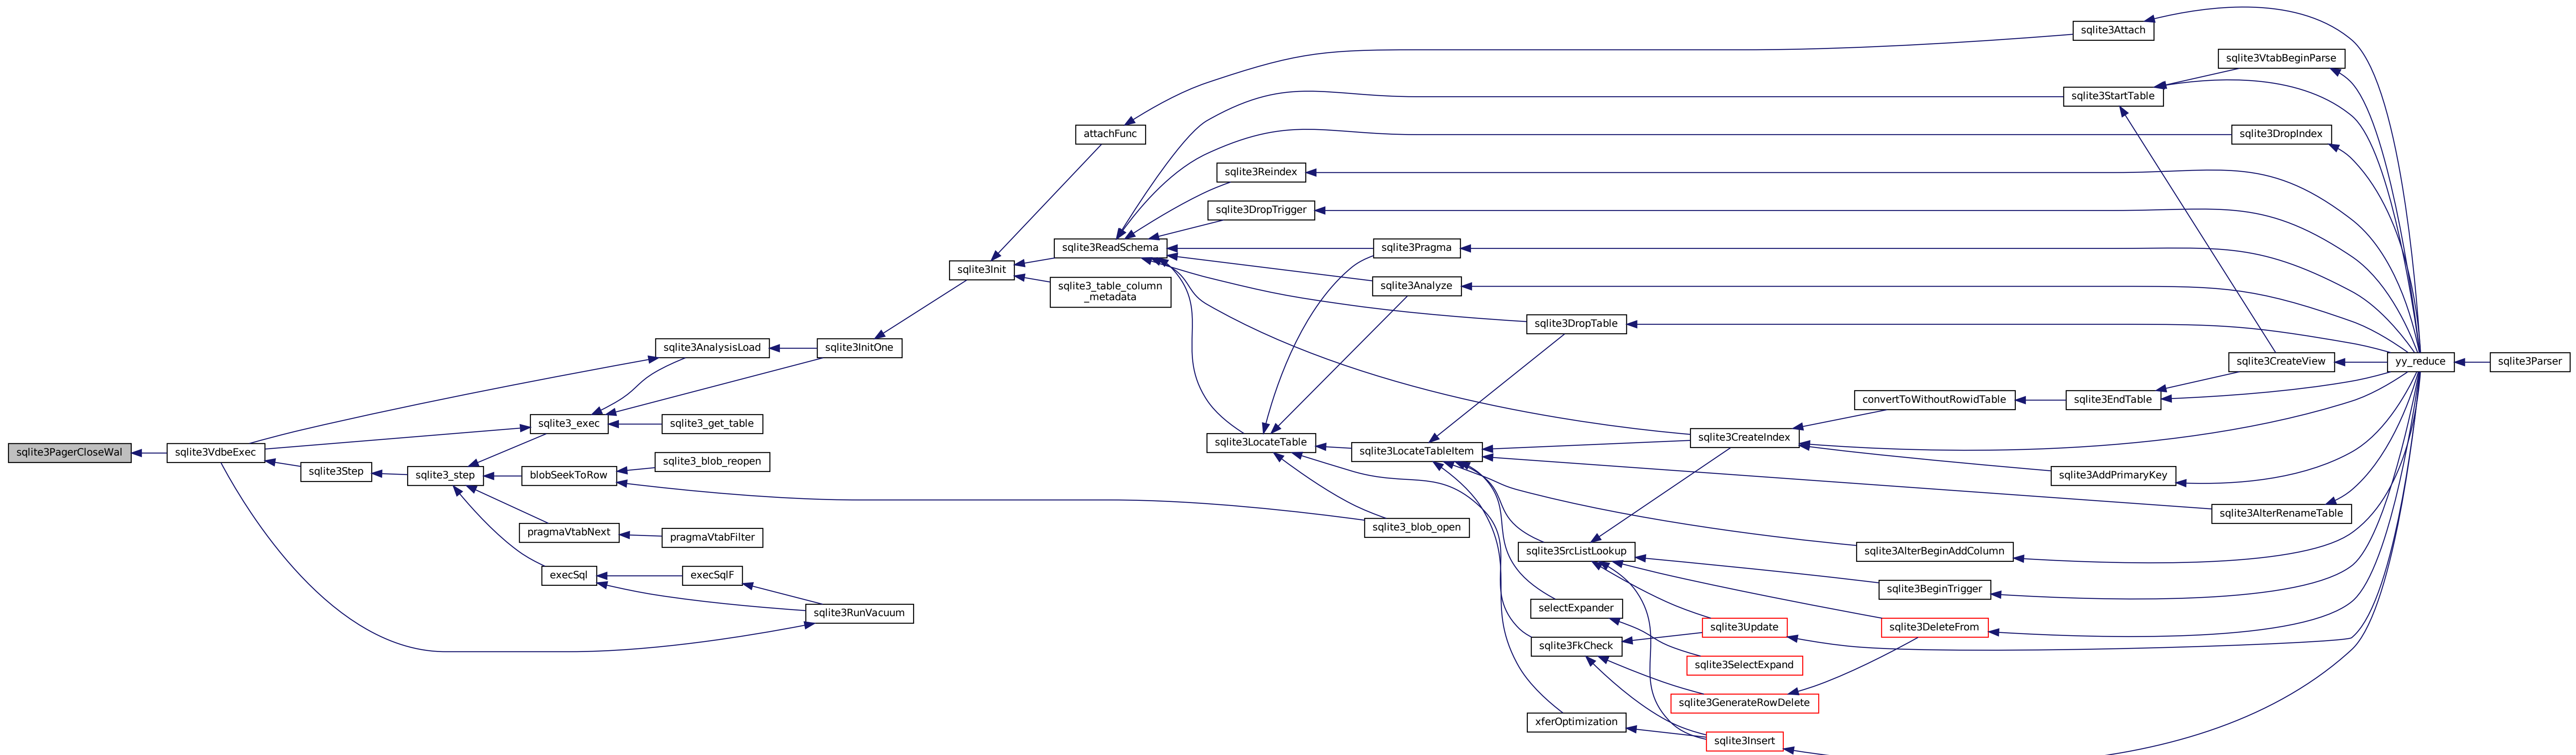 sqlite3Attach
sqlite3VtabBeginParse
sqlite3StartTable
attachFunc
sqlite3DropIndex
sqlite3Reindex
sqlite3DropTrigger
sqlite3ReadSchema
sqlite3Pragma
sqlite3Init
sqlite3_table_column
_metadata
sqlite3Analyze
sqlite3DropTable
sqlite3AnalysisLoad
sqlite3InitOne
sqlite3CreateView
yy_reduce
sqlite3Parser
convertToWithoutRowidTable
sqlite3EndTable
sqlite3_exec
sqlite3_get_table
sqlite3CreateIndex
sqlite3LocateTable
sqlite3PagerCloseWal
sqlite3VdbeExec
sqlite3LocateTableItem
sqlite3_blob_reopen
sqlite3Step
sqlite3_step
blobSeekToRow
sqlite3AddPrimaryKey
sqlite3AlterRenameTable
sqlite3_blob_open
pragmaVtabNext
pragmaVtabFilter
sqlite3SrcListLookup
sqlite3AlterBeginAddColumn
execSql
execSqlF
sqlite3BeginTrigger
selectExpander
sqlite3RunVacuum
sqlite3Update
sqlite3DeleteFrom
sqlite3FkCheck
sqlite3SelectExpand
sqlite3GenerateRowDelete
xferOptimization
sqlite3Insert